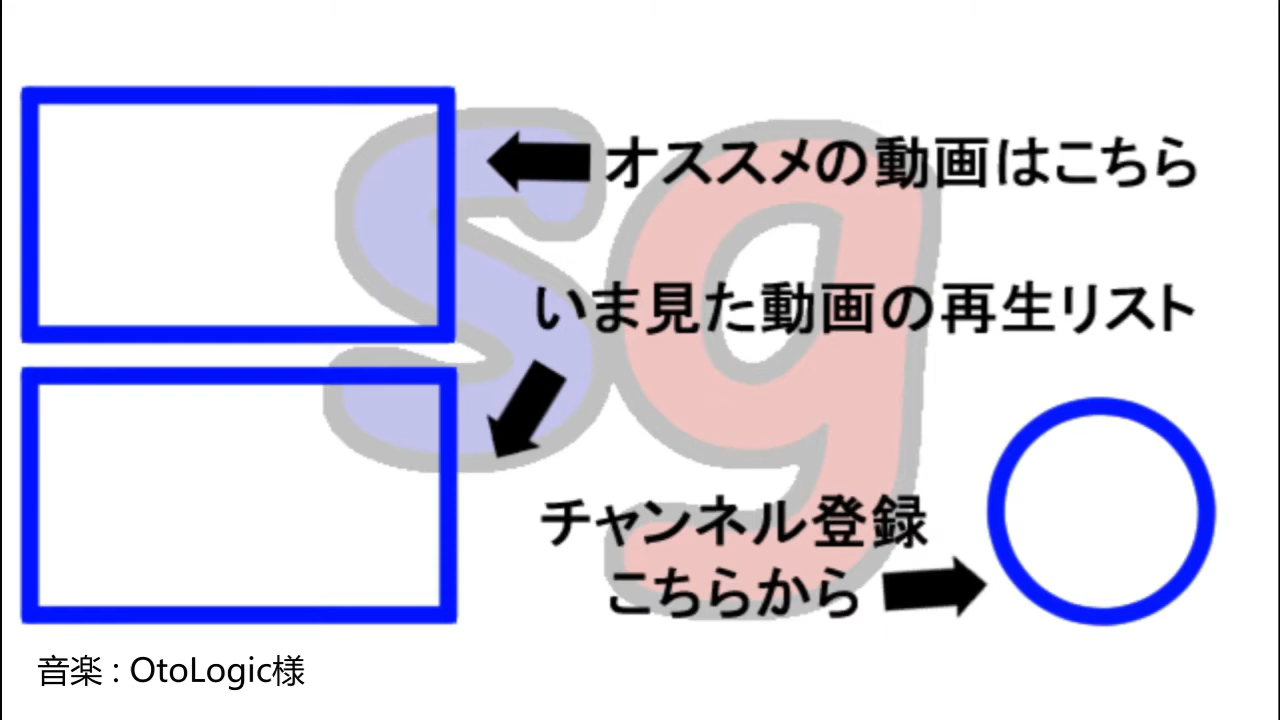 オススメの動画はこちら
いま見た動画の再生リスト
チャンネル登録
こちらから
sg
音楽 : OtoLogic様